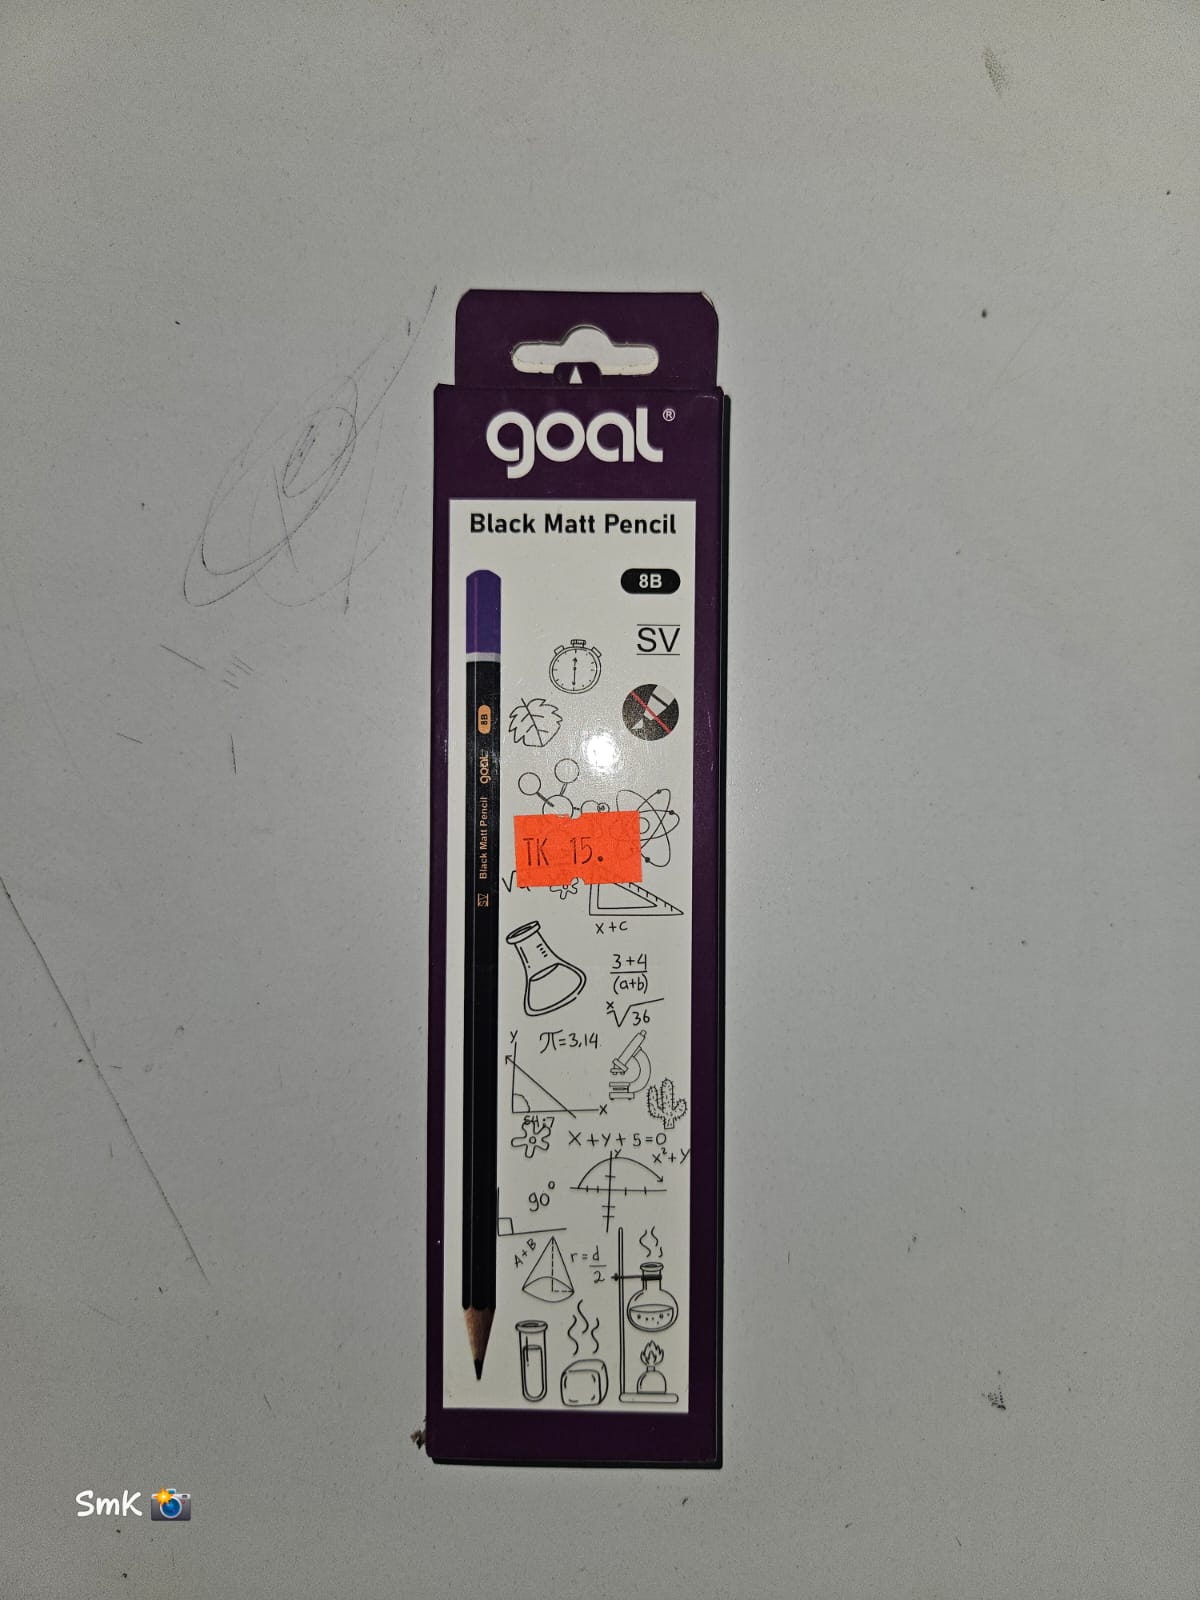 goal®
Black Matt Pencil
8B
SV
8B
goal
Black Matt Pencil
SV
TK 15.
X+C
3+4
(a+b)
x√36
π=3,14
y
x
X+Y+5=0
y
x²+y
90°
A+B
r=d
2
SmK